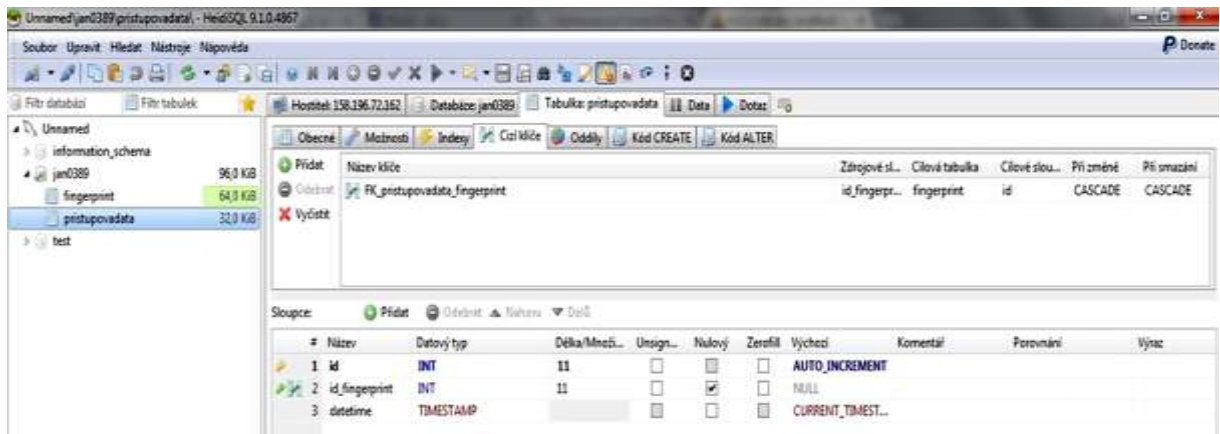 Unnamed\jan0389\pristupovadata\ - HeidiSQL 9.1.0.4867
Soubor Upravit Hledat Nástroje Nápověda
Donate
Filtr databází Filtr tabulek
Hostitel: 158.196.72.162 Databáze: jan0389 Tabulka: pristupovadata Data Dotaz
Unnamed
information_schema
jan0389 96,0 KiB
fingerprint 64,0 KiB
pristupovadata 32,0 KiB
test
Obecné Možnosti Indexy Cizí klíče Oddíly Kód CREATE Kód ALTER
Přidat
Odebrat
Vyčistit
Název klíče Zdrojové sl... Cílová tabulka Cílové slou... Při změně Při smazání
FK_pristupovadata_fingerprint id_fingerpr... fingerprint id CASCADE CASCADE
Sloupce: Přidat Odebrat Nahoru Dolů
# Název Datový typ Délka/Množi... Unsign... Nulový Zerofill Výchozí Komentář Porovnání Výraz
1 id INT 11 AUTO_INCREMENT
2 id_fingerprint INT 11 NULL
3 datetime TIMESTAMP CURRENT_TIMEST...